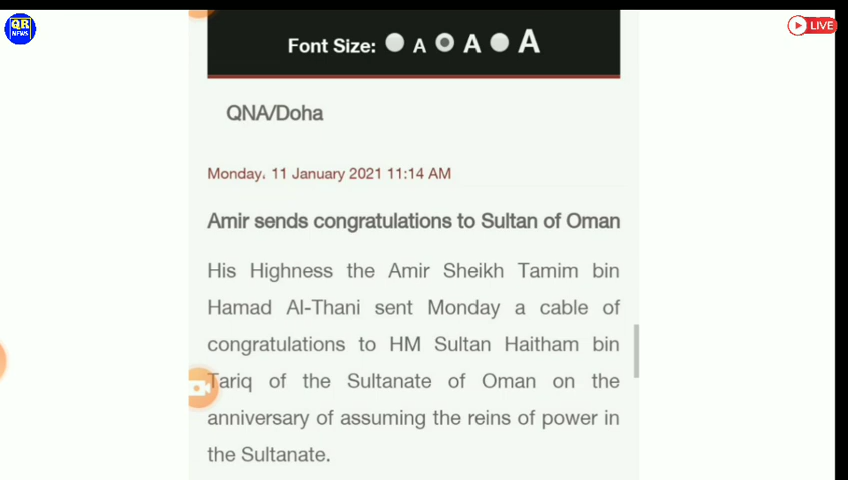 QR
NEWS
LIVE
Font Size: A A A
QNA/Doha
Monday، 11 January 2021 11:14 AM
Amir sends congratulations to Sultan of Oman
His Highness the Amir Sheikh Tamim bin
Hamad Al-Thani sent Monday a cable of
congratulations to HM Sultan Haitham bin
Tariq of the Sultanate of Oman on the
anniversary of assuming the reins of power in
the Sultanate.